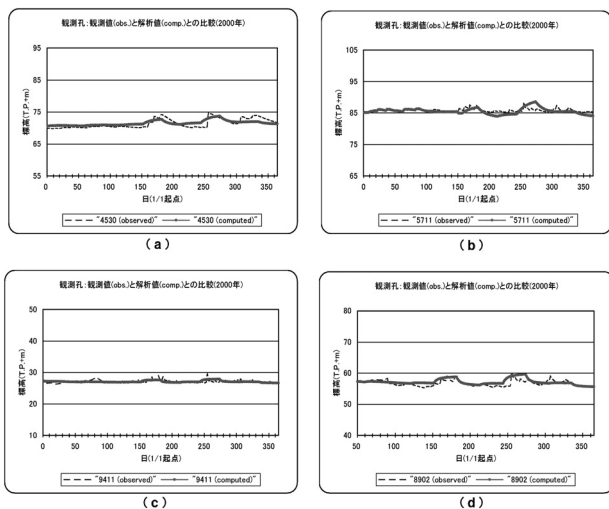 観測孔:観測値(obs.)と解析値(comp.)との比較(2000年)
標高(T.P.+m)
95
85
75
65
55
0 50 100 150 200 250 300 350
日(1/1起点)
"4530 (observed)" "4530 (computed)"
(a)
観測孔:観測値(obs.)と解析値(comp.)との比較(2000年)
標高(T.P.+m)
105
95
85
75
65
0 50 100 150 200 250 300 350
日(1/1起点)
"5711 (observed)" "5711 (computed)"
(b)
観測孔:観測値(obs.)と解析値(comp.)との比較(2000年)
標高(T.P.+m)
50
40
30
20
10
0 50 100 150 200 250 300 350
日(1/1起点)
"9411 (observed)" "9411 (computed)"
(c)
観測孔:観測値(obs.)と解析値(comp.)との比較(2000年)
標高(T.P.+m)
80
70
60
50
40
50 90 140 190 240 290 340
日(1/1起点)
"8902 (observed)" "8902 (computed)"
(d)